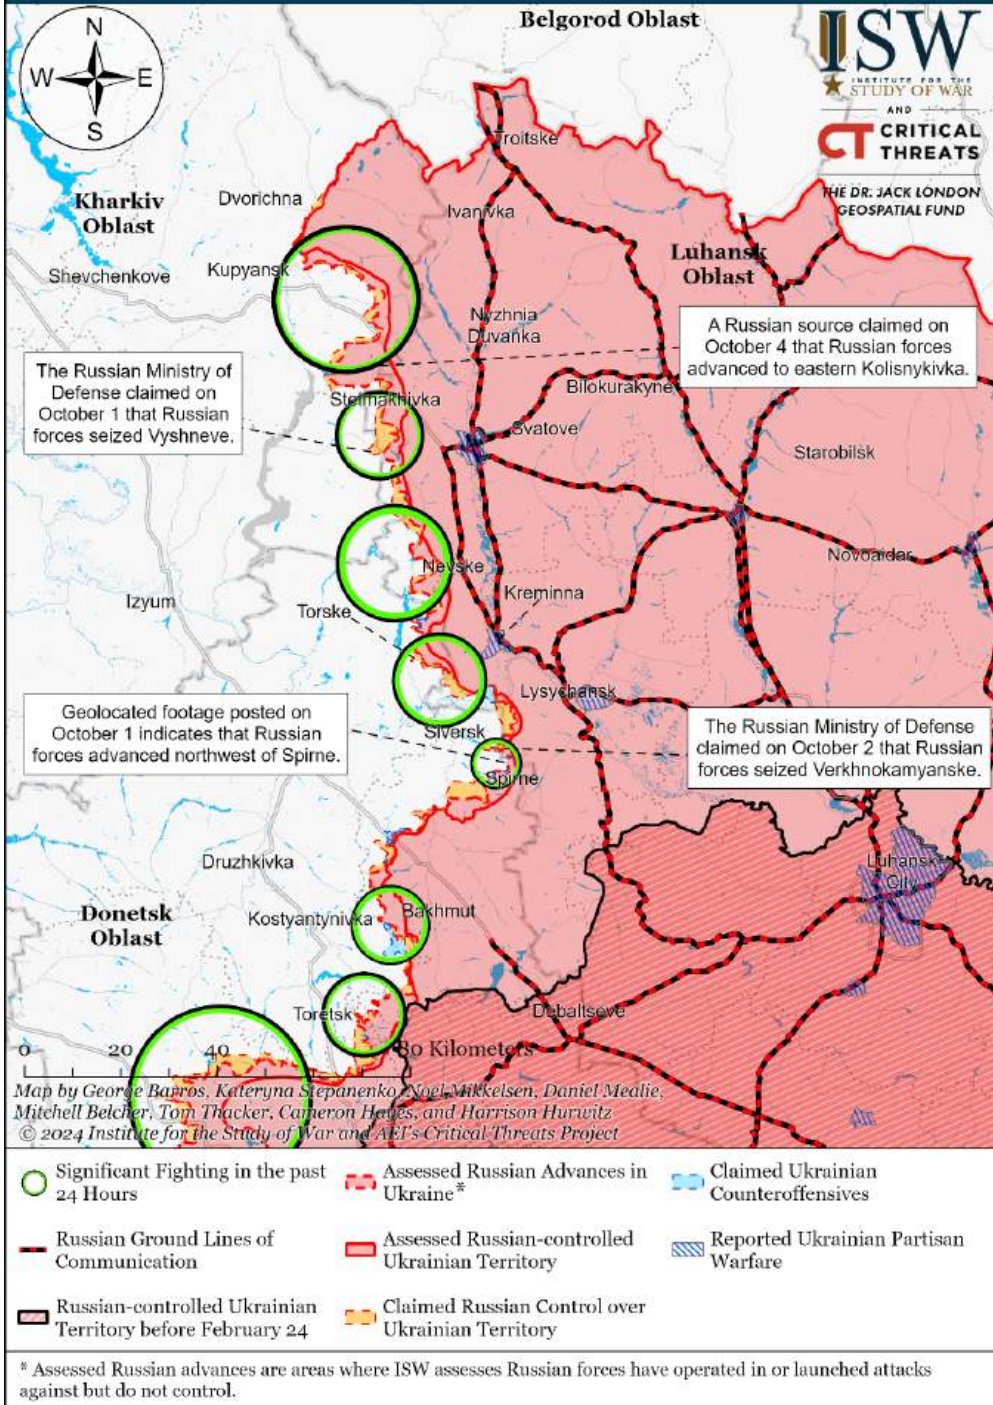 Belgorod Oblast
ISW
INSTITUTE FOR THE
STUDY OF WAR
AND
CT CRITICAL
THREATS
THE DR. JACK LONDON
GEOSPATIAL FUND
N
W
E
S
Troitske
Dvorichna
Kharkiv
Oblast
Ivanivka
Shevchenkove
Kupyansk
Luhansk
Oblast
Nyzhnia
Duvanka
A Russian source claimed on
October 4 that Russian forces
advanced to eastern Kolisnykivka.
The Russian Ministry of
Defense claimed on
October 1 that Russian
forces seized Vyshneve.
Stelmakhivka
Bilokurakyne
Svatove
Starobilsk
Novoaidar
Nevske
Izyum
Torske
Kreminna
Lysychansk
Geolocated footage posted on
October 1 indicates that Russian
forces advanced northwest of Spirne.
Siversk
Spirne
The Russian Ministry of Defense
claimed on October 2 that Russian
forces seized Verkhnokamyanske.
Druzhkivka
Luhansk
City
Donetsk
Oblast
Kostyantynivka
Bakhmut
Toretsk
Debaltseve
0 20 40 80 Kilometers
Map by George Barros, Kateryna Stepanenko, Noel Mikkelsen, Daniel Mealie,
Mitchell Belcher, Tom Thacker, Cameron Hayes, and Harrison Hurwitz
© 2024 Institute for the Study of War and AEI's Critical Threats Project
Significant Fighting in the past
24 Hours
Assessed Russian Advances in
Ukraine*
Claimed Ukrainian
Counteroffensives
Russian Ground Lines of
Communication
Assessed Russian-controlled
Ukrainian Territory
Reported Ukrainian Partisan
Warfare
Russian-controlled Ukrainian
Territory before February 24
Claimed Russian Control over
Ukrainian Territory
* Assessed Russian advances are areas where ISW assesses Russian forces have operated in or launched attacks
against but do not control.